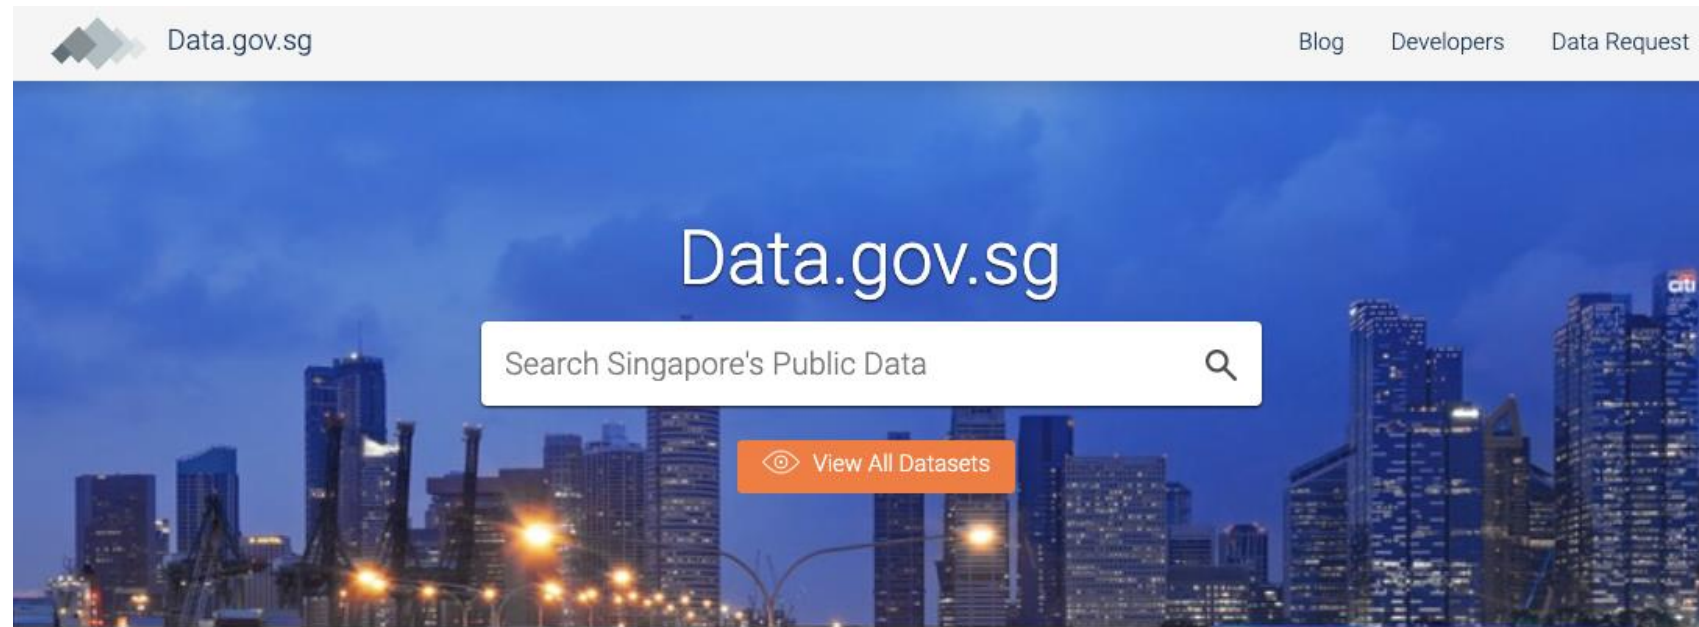 Data.gov.sg
Blog
Developers
Data Request
Data.gov.sg
citi
Search Singapore's Public Data
View All Datasets